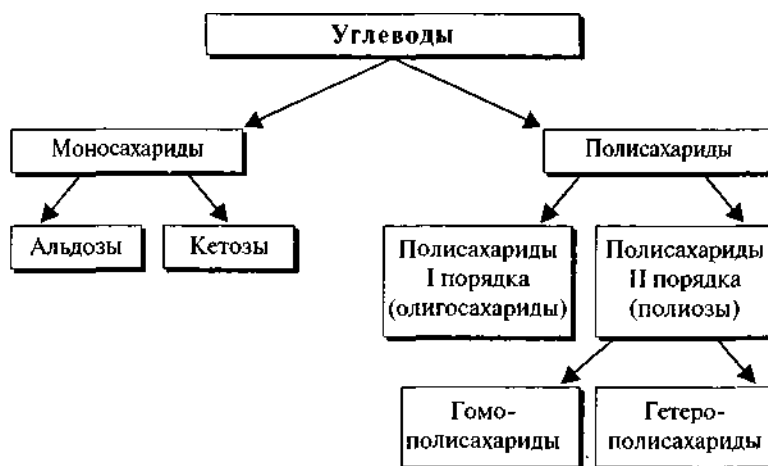 Углеводы
Моносахариды
Полисахариды
Альдозы
Кетозы
Полисахариды
I порядка
(олигосахариды)
Полисахариды
II порядка
(полиозы)
Гомо-
полисахариды
Гетеро-
полисахариды